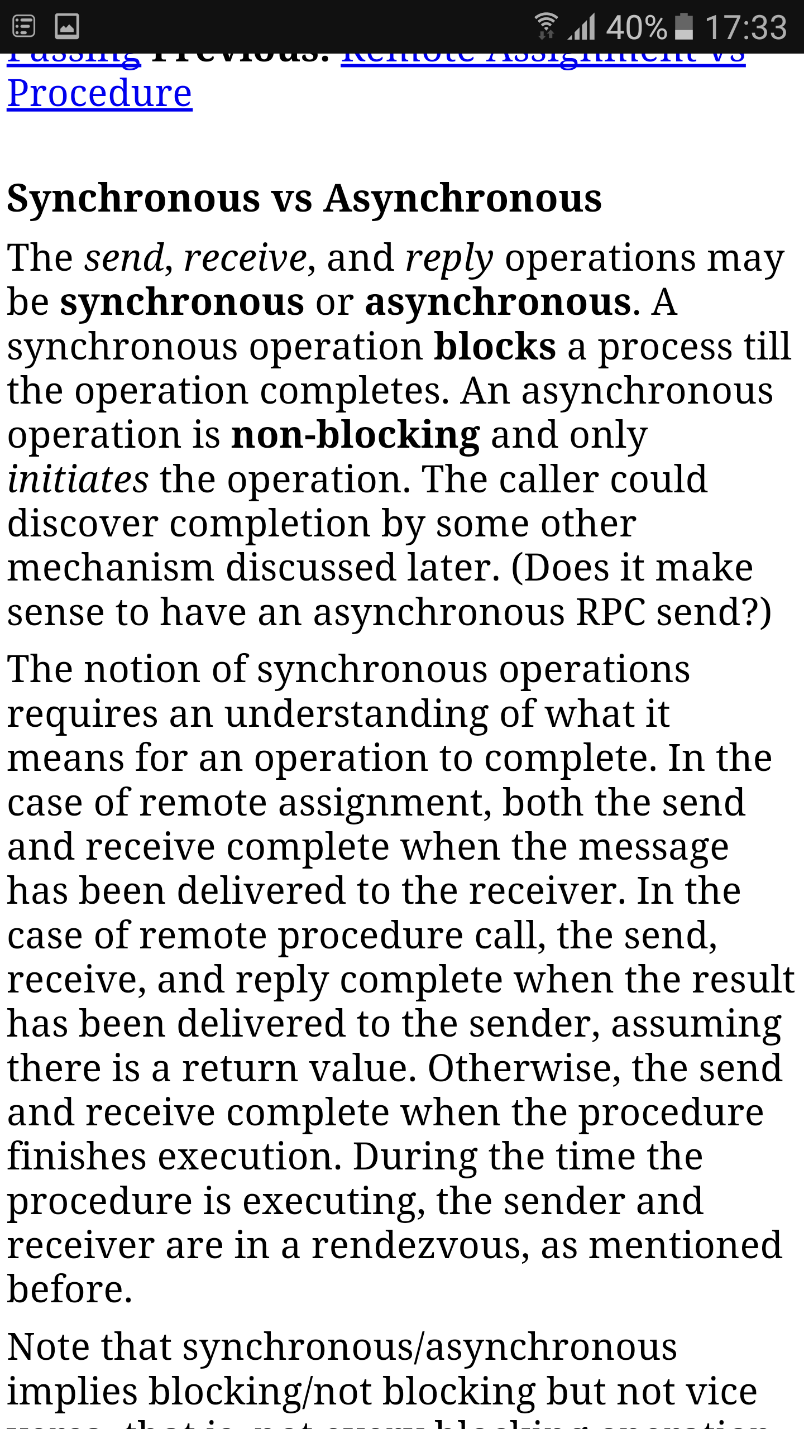 40% 17:33
Passing Previous: Remote Assignment vs
Procedure
Synchronous vs Asynchronous
The send, receive, and reply operations may
be synchronous or asynchronous. A
synchronous operation blocks a process till
the operation completes. An asynchronous
operation is non-blocking and only
initiates the operation. The caller could
discover completion by some other
mechanism discussed later. (Does it make
sense to have an asynchronous RPC send?)
The notion of synchronous operations
requires an understanding of what it
means for an operation to complete. In the
case of remote assignment, both the send
and receive complete when the message
has been delivered to the receiver. In the
case of remote procedure call, the send,
receive, and reply complete when the result
has been delivered to the sender, assuming
there is a return value. Otherwise, the send
and receive complete when the procedure
finishes execution. During the time the
procedure is executing, the sender and
receiver are in a rendezvous, as mentioned
before.
Note that synchronous/asynchronous
implies blocking/not blocking but not vice
versa, that is, not every blocking operation